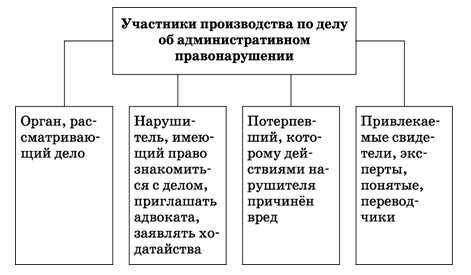 Участники производства по делу
об административном
правонарушении
Орган, рас-
сматриваю-
щий дело
Наруши-
тель, имею-
щий право
знакомить-
ся с делом,
приглашать
адвоката,
заявлять хо-
датайства
Потерпев-
ший, кото-
рому дей-
ствиями на-
рушителя
причинён
вред
Привлекае-
мые свиде-
тели, экс-
перты,
понятые,
перевод-
чики